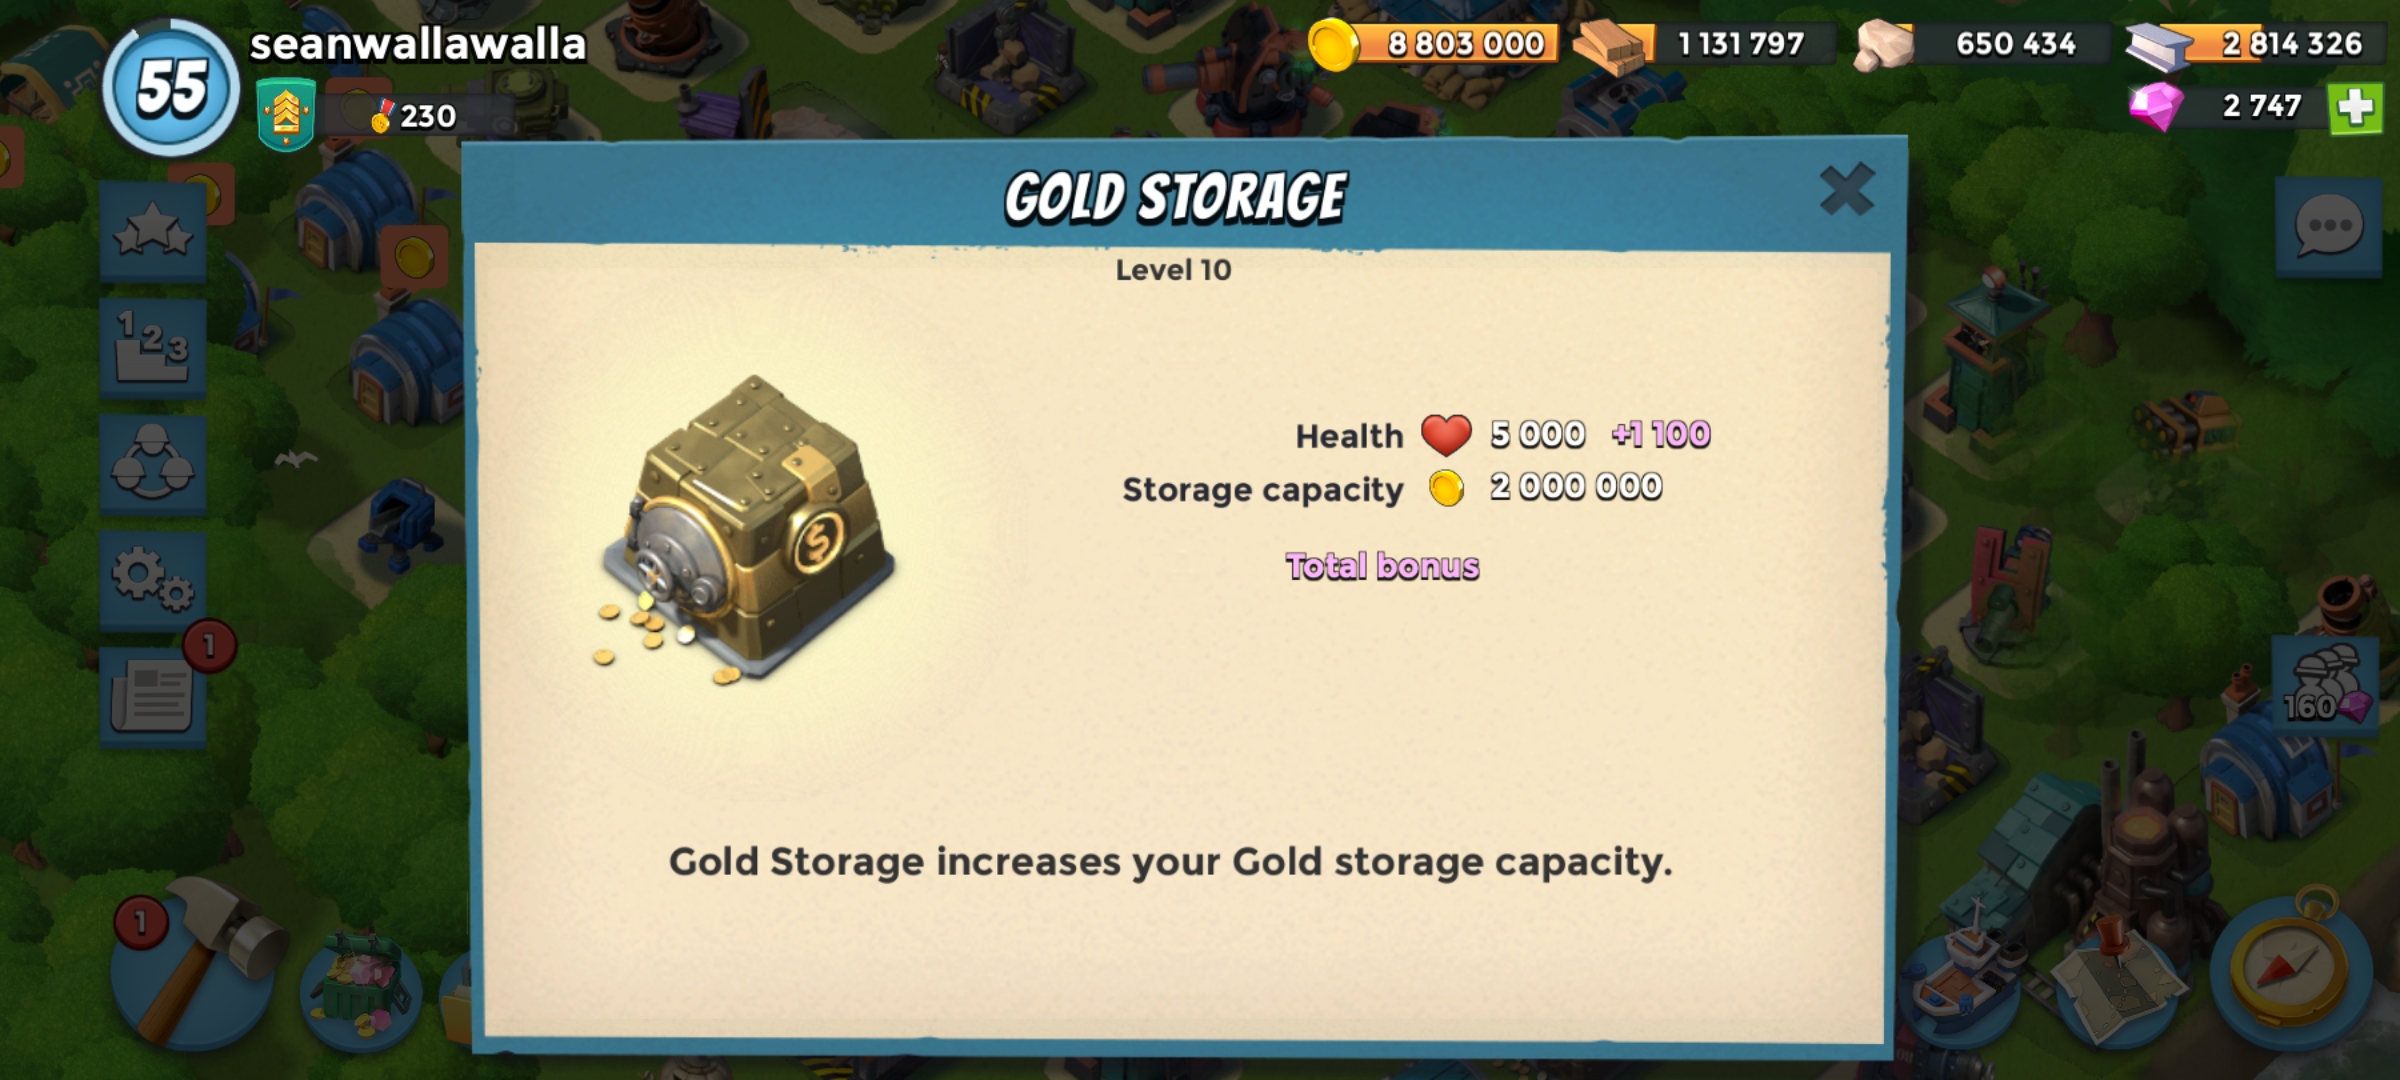 55
seanwallawalla
230
8 803 000
1 131 797
650 434
2 814 326
2 747
GOLD STORAGE
Level 10
Health 5 000 +1 100
Storage capacity 2 000 000
Total bonus
$
Gold Storage increases your Gold storage capacity.
1 2 3
1
1
160